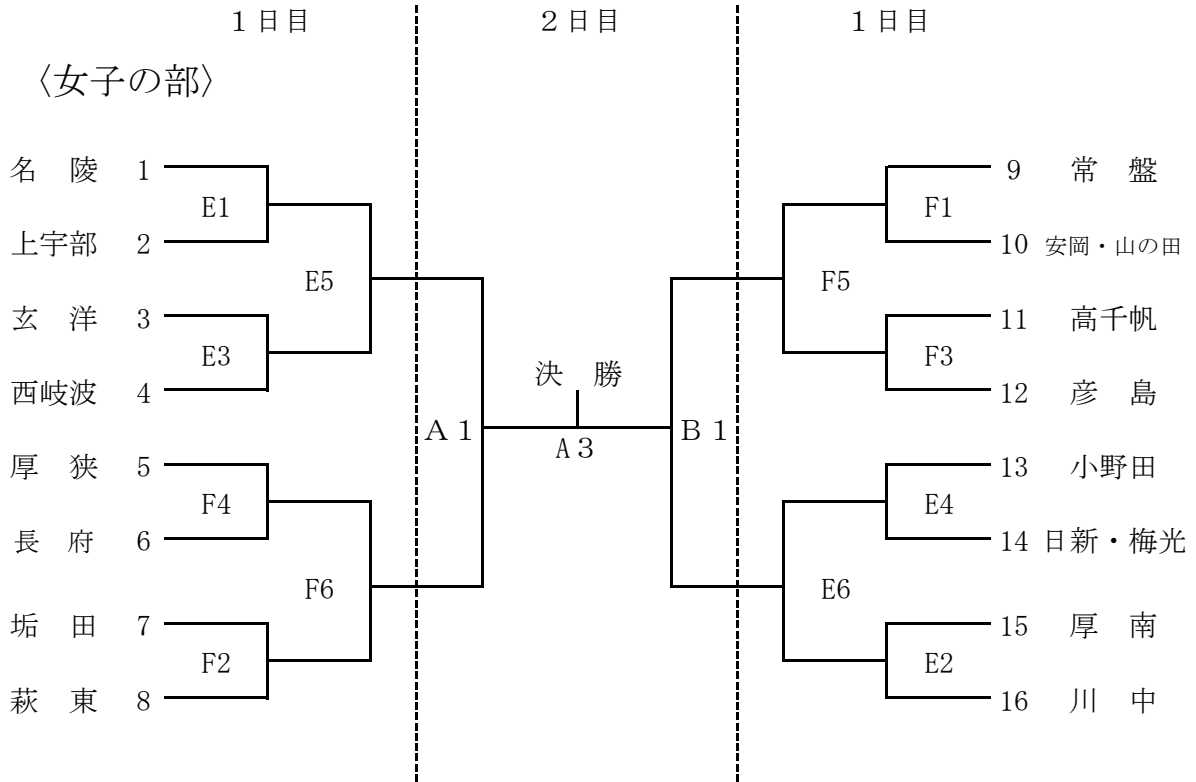 １日目 ２日目 １日目
〈女子の部〉
名　陵 1 9 常　盤
E1 F1
上宇部 2 10 安岡・山の田
E5 F5
玄　洋 3 11 高千帆
E3 F3
西岐波 4 12 彦　島
決　勝
Ａ１ Ａ３ Ｂ１
厚　狭 5 13 小野田
F4 E4
長　府 6 14 日新・梅光
F6 E6
垢　田 7 15 厚　南
F2 E2
萩　東 8 16 川　中